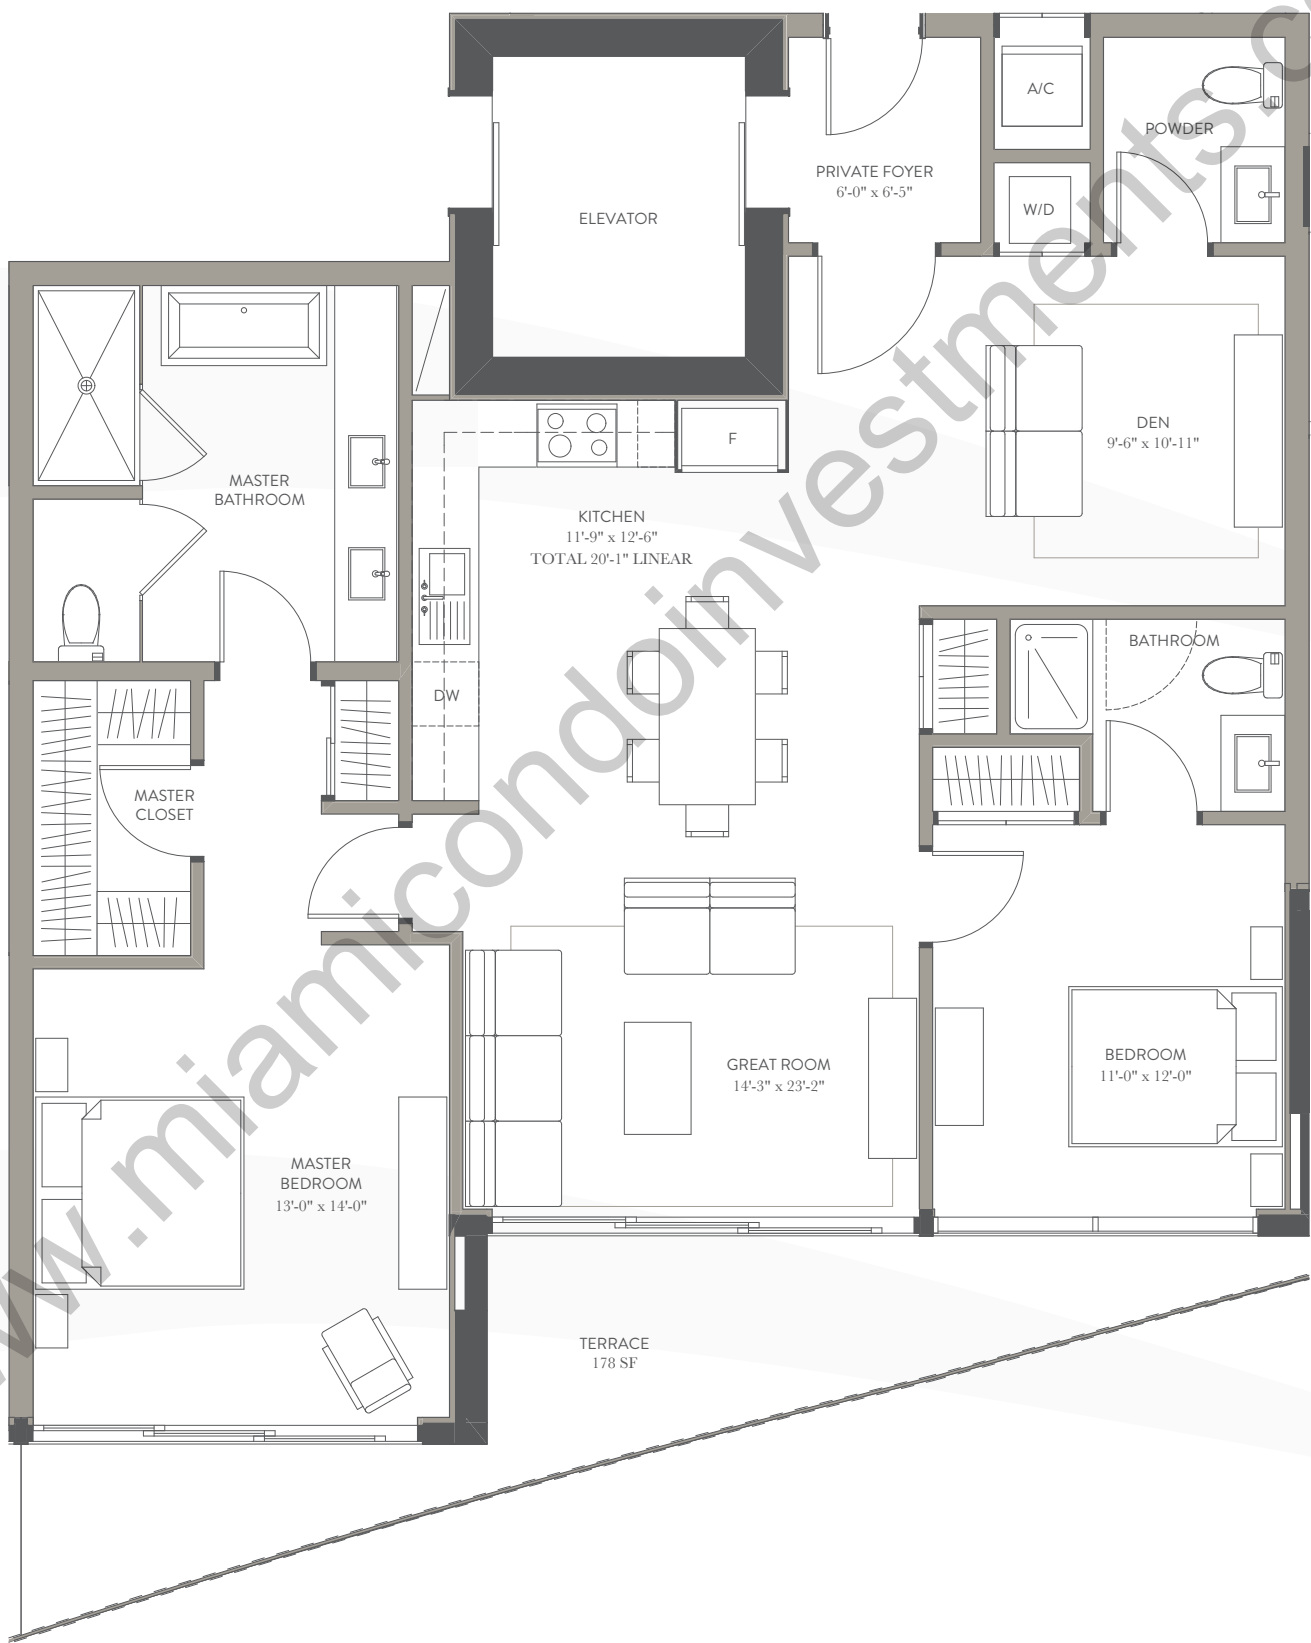 A/C
POWDER
PRIVATE FOYER
6'-0" x 6'-5"
W/D
ELEVATOR
DEN
9'-6" x 10'-11"
F
MASTER
BATHROOM
KITCHEN
11'-9" x 12'-6"
TOTAL 20'-1" LINEAR
BATHROOM
DW
MASTER
CLOSET
BEDROOM
11'-0" x 12'-0"
GREAT ROOM
14'-3" x 23'-2"
MASTER
BEDROOM
13'-0" x 14'-0"
TERRACE
178 SF
www.miamicondoinvestments.c